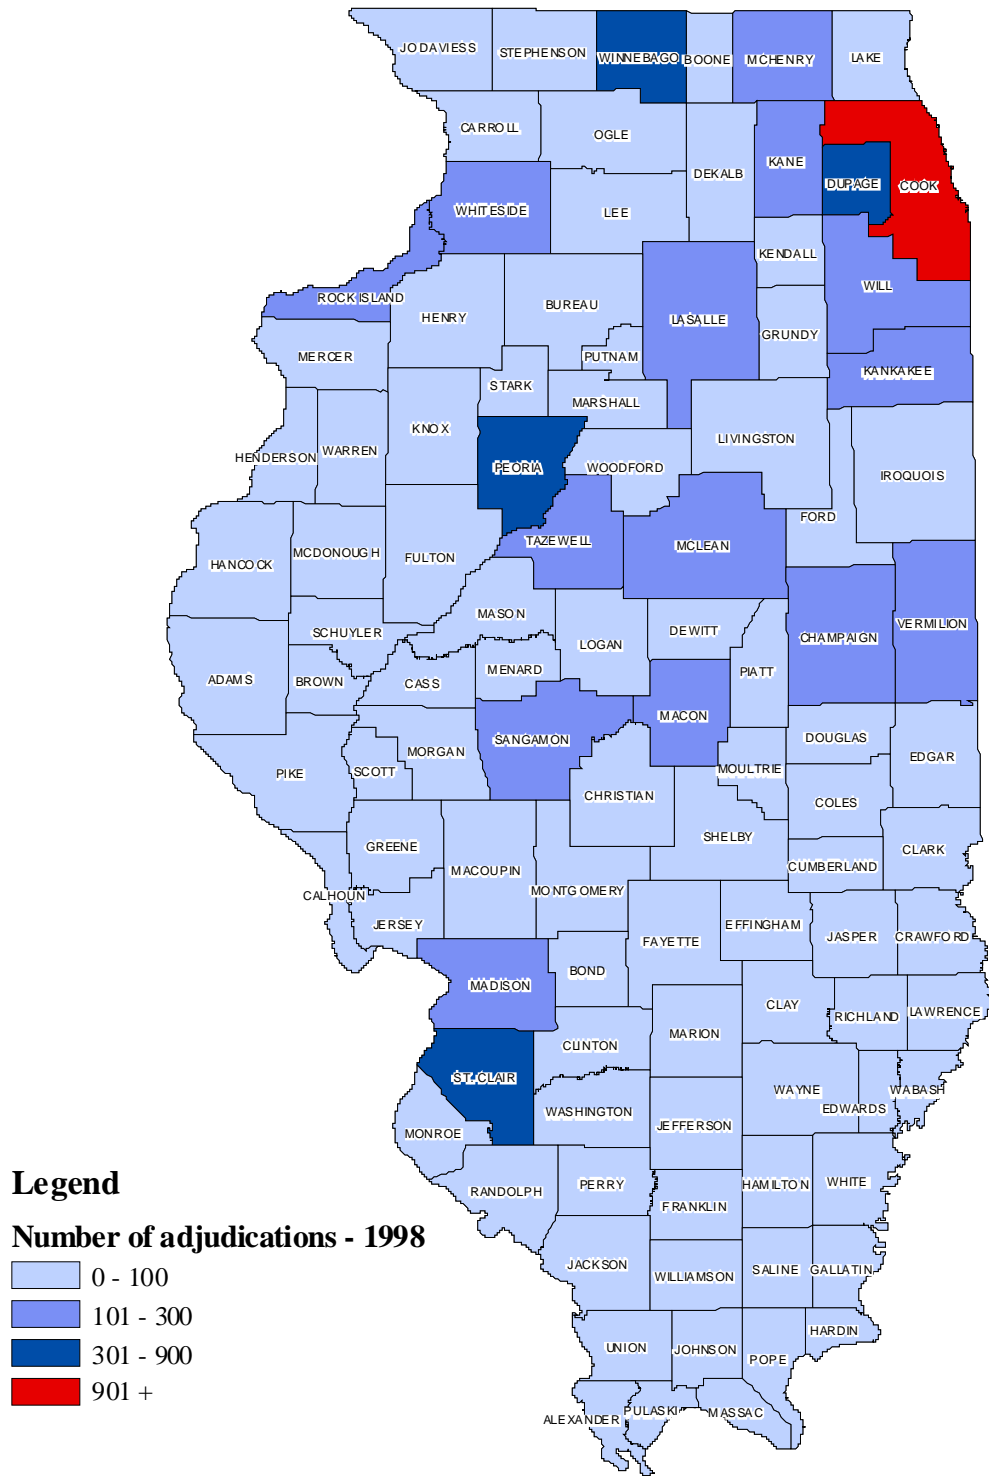 JO DAVIESS
STEPHENSON
WINNEBAGO
BOONE
MCHENRY
LAKE
CARROLL
OGLE
DEKALB
KANE
DUPAGE
COOK
WHITESIDE
LEE
KENDALL
WILL
ROCK ISLAND
HENRY
BUREAU
LASALLE
GRUNDY
MERCER
PUTNAM
KANKAKEE
STARK
MARSHALL
KNOX
LIVINGSTON
HENDERSON
WARREN
PEORIA
WOODFORD
IROQUOIS
FORD
HANCOCK
MCDONOUGH
FULTON
TAZEWELL
MCLEAN
MASON
SCHUYLER
LOGAN
DEWITT
CHAMPAIGN
VERMILION
ADAMS
BROWN
CASS
MENARD
PIATT
MACON
SANGAMON
DOUGLAS
PIKE
SCOTT
MORGAN
MOULTRIE
EDGAR
CHRISTIAN
COLES
GREENE
SHELBY
MACOUPIN
CUMBERLAND
CLARK
CALHOUN
MONTGOMERY
JERSEY
FAYETTE
EFFINGHAM
JASPER
CRAWFORD
BOND
MADISON
CLAY
RICHLAND
LAWRENCE
CLINTON
MARION
ST. CLAIR
WAYNE
WABASH
EDWARDS
WASHINGTON
JEFFERSON
MONROE
RANDOLPH
PERRY
HAMILTON
WHITE
FRANKLIN
JACKSON
WILLIAMSON
SALINE
GALLATIN
UNION
JOHNSON
HARDIN
POPE
ALEXANDER
PULASKI
MASSAC
Legend
Number of adjudications - 1998
0 - 100
101 - 300
301 - 900
901 +